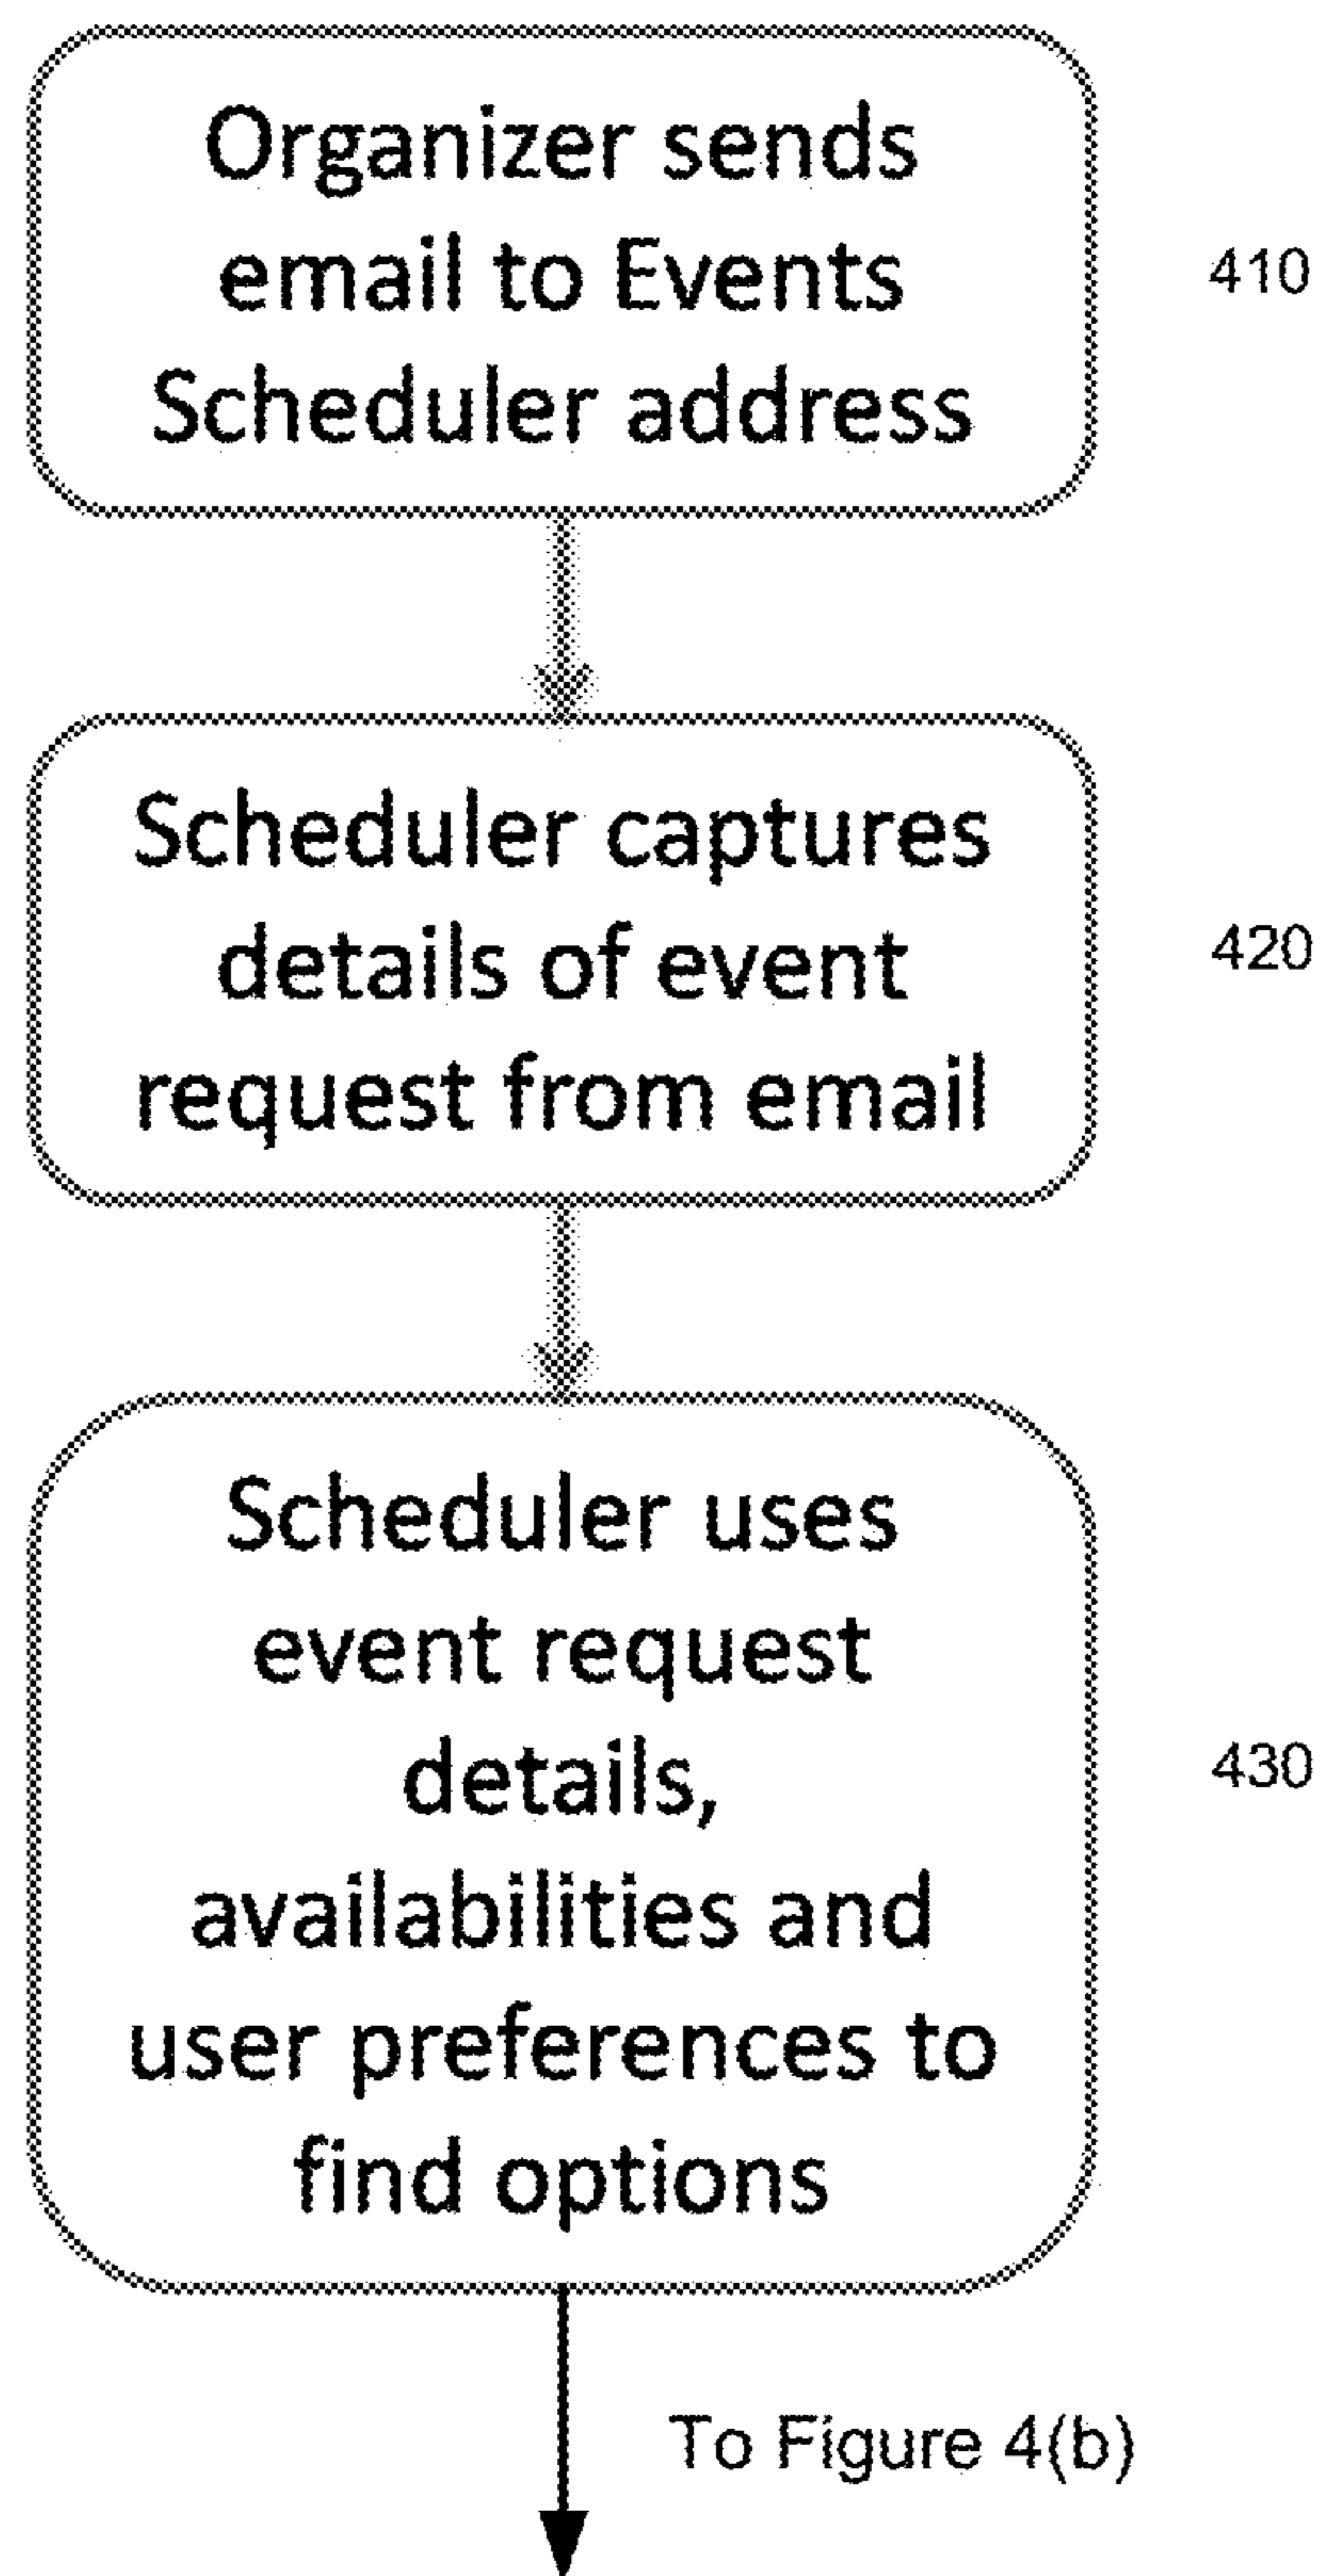 Organizer sends
email to Events
Scheduler address
410
Scheduler captures
details of event
request from email
420
Scheduler uses
event request
details,
availabilities and
user preferences to
find options
430
To Figure 4(b)